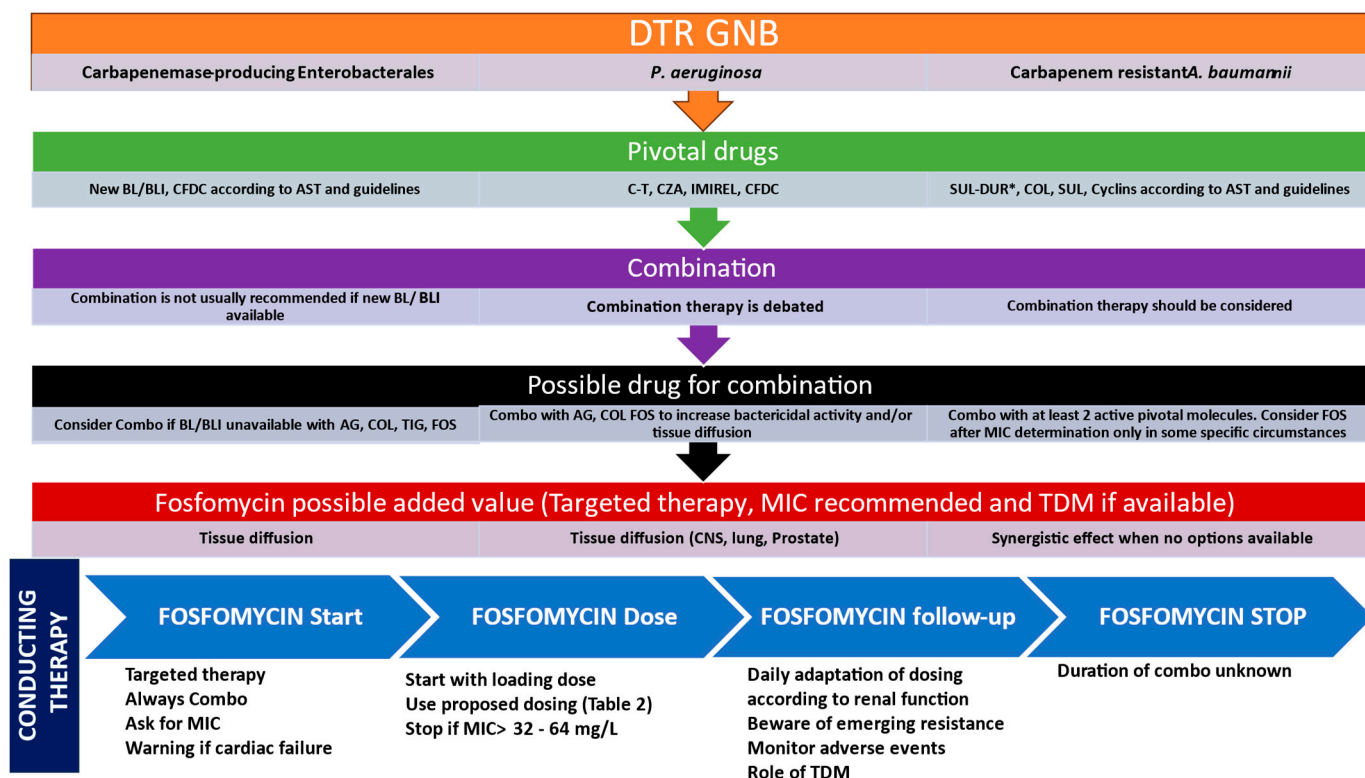 DTR GNB
Carbapenemase-producing Enterobacterales
P. aeruginosa
Carbapenem resistantA. baumannii
Pivotal drugs
New BL/BLI, CFDC according to AST and guidelines
C-T, CZA, IMIREL, CFDC
SUL-DUR*, COL, SUL, Cyclins according to AST and guidelines
Combination
Combination is not usually recommended if new BL/ BLI
available
Combination therapy is debated
Combination therapy should be considered
Possible drug for combination
Consider Combo if BL/BLI unavailable with AG, COL, TIG, FOS
Combo with AG, COL FOS to increase bactericidal activity and/or
tissue diffusion
Combo with at least 2 active pivotal molecules. Consider FOS
after MIC determination only in some specific circumstances
Fosfomycin possible added value (Targeted therapy, MIC recommended and TDM if available)
Tissue diffusion
Tissue diffusion (CNS, lung, Prostate)
Synergistic effect when no options available
CONDUCTING
THERAPY
FOSFOMYCIN Start
Targeted therapy
Always Combo
Ask for MIC
Warning if cardiac failure
FOSFOMYCIN Dose
Start with loading dose
Use proposed dosing (Table 2)
Stop if MIC> 32 - 64 mg/L
FOSFOMYCIN follow-up
Daily adaptation of dosing
according to renal function
Beware of emerging resistance
Monitor adverse events
Role of TDM
FOSFOMYCIN STOP
Duration of combo unknown